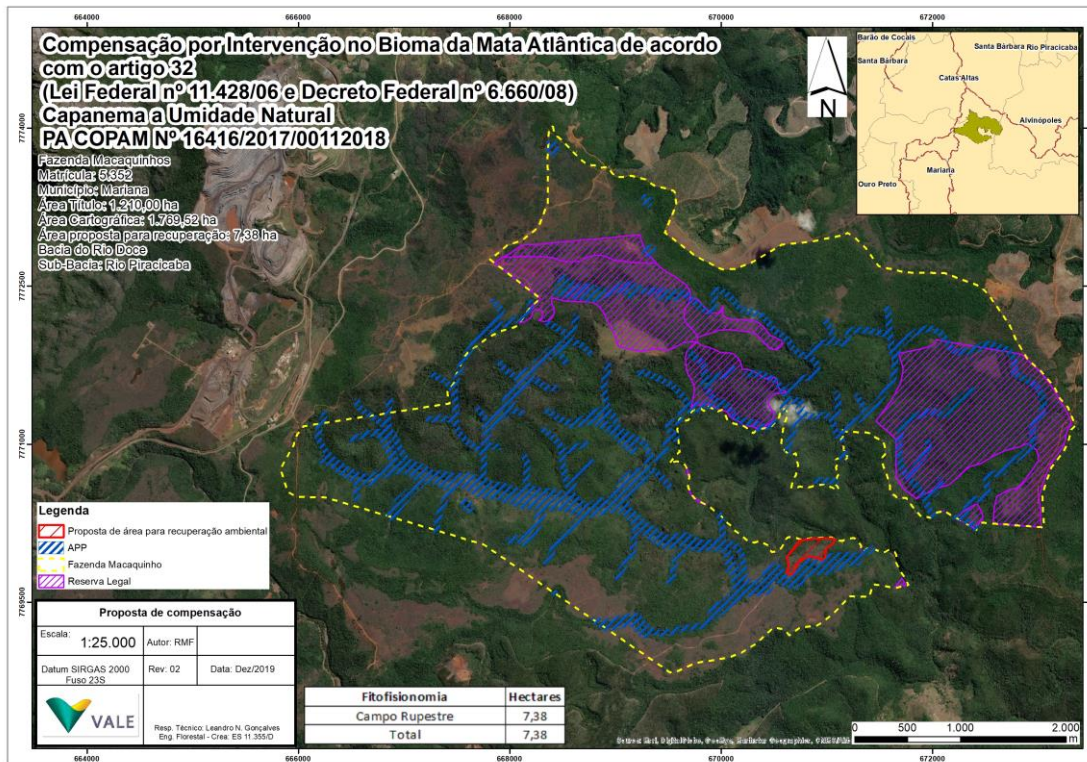 664000 666000 668000 670000 672000
Compensação por Intervenção no Bioma da Mata Atlântica de acordo
com o artigo 32
(Lei Federal nº 11.428/06 e Decreto Federal nº 6.660/08)
Capanema a Umidade Natural
PA COPAM Nº 16416/2017/00112018
Fazenda Macaquinhos
Matrícula: 5.352
Município: Mariana
Área Título: 1.210,00 ha
Área Cartográfica: 1.769,52 ha
Área proposta para recuperação: 7,38 ha
Bacia do Rio Doce
Sub-Bacia: Rio Piracicaba
N
Barão de Cocais
Santa Bárbara
Rio Piracicaba
Santa Bárbara
Catas Altas
Alvinópoles
Mariana
Ouro Preto
7774000
7772500
7771000
7769500
7774000
7772500
7771000
7769500
Legenda
Proposta de área para recuperação ambiental
APP
Fazenda Macaquinho
Reserva Legal
Proposta de compensação
Escala: 1:25.000
Autor: RMF
Datum SIRGAS 2000
Fuso 23S
Rev: 02
Data: Dez/2019
VALE
Resp. Técnico: Leandro N. Gonçalves
Eng. Florestal - Crea: ES 11.355/D
Fitofisionomia Hectares
Campo Rupestre 7,38
Total 7,38
0 500 1.000 2.000
m
664000 666000 668000 670000 672000